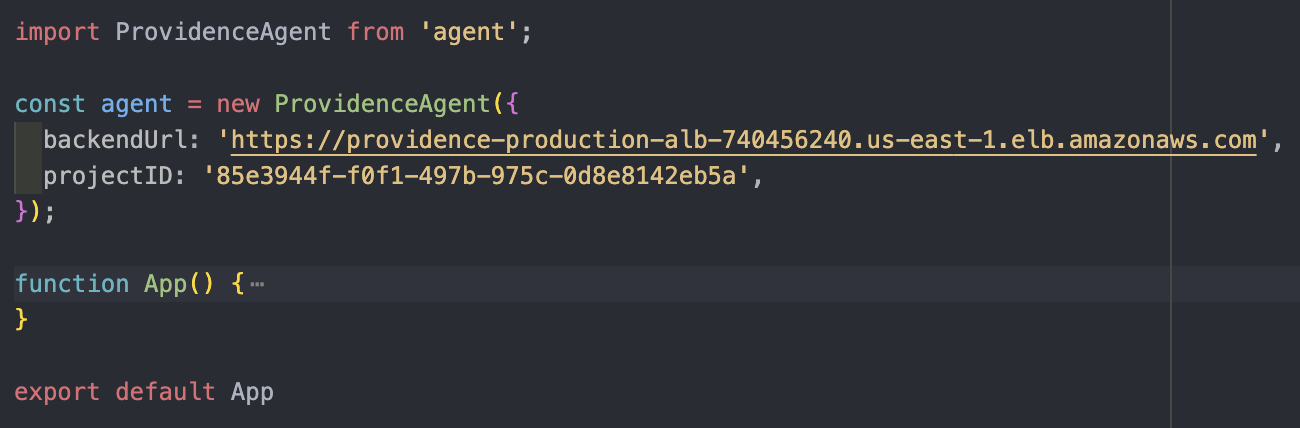 import ProvidenceAgent from 'agent';
const agent = new ProvidenceAgent({
backendUrl: 'https://providence-production-alb-740456240.us-east-1.elb.amazonaws.com',
projectID: '85e3944f-f0f1-497b-975c-0d8e8142eb5a',
});
function App() {⋯
}
export default App